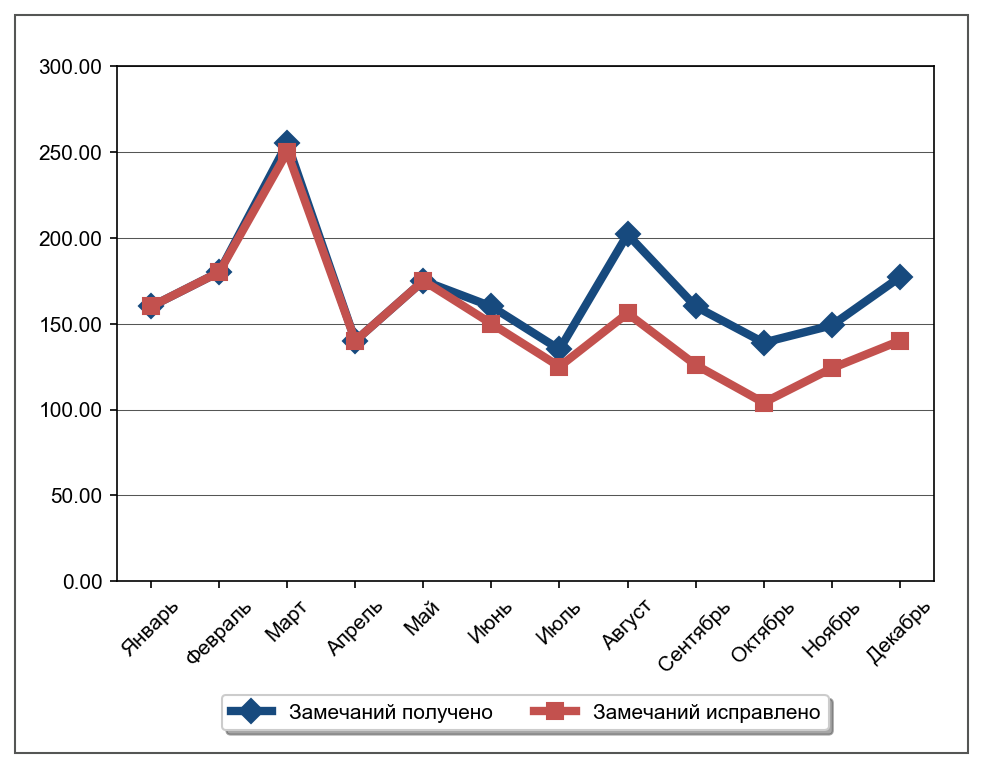 300.00
250.00
200.00
150.00
100.00
50.00
0.00
Январь
Февраль
Март
Апрель
Май
Июнь
Июль
Август
Сентябрь
Октябрь
Ноябрь
Декабрь
Замечаний получено
Замечаний исправлено